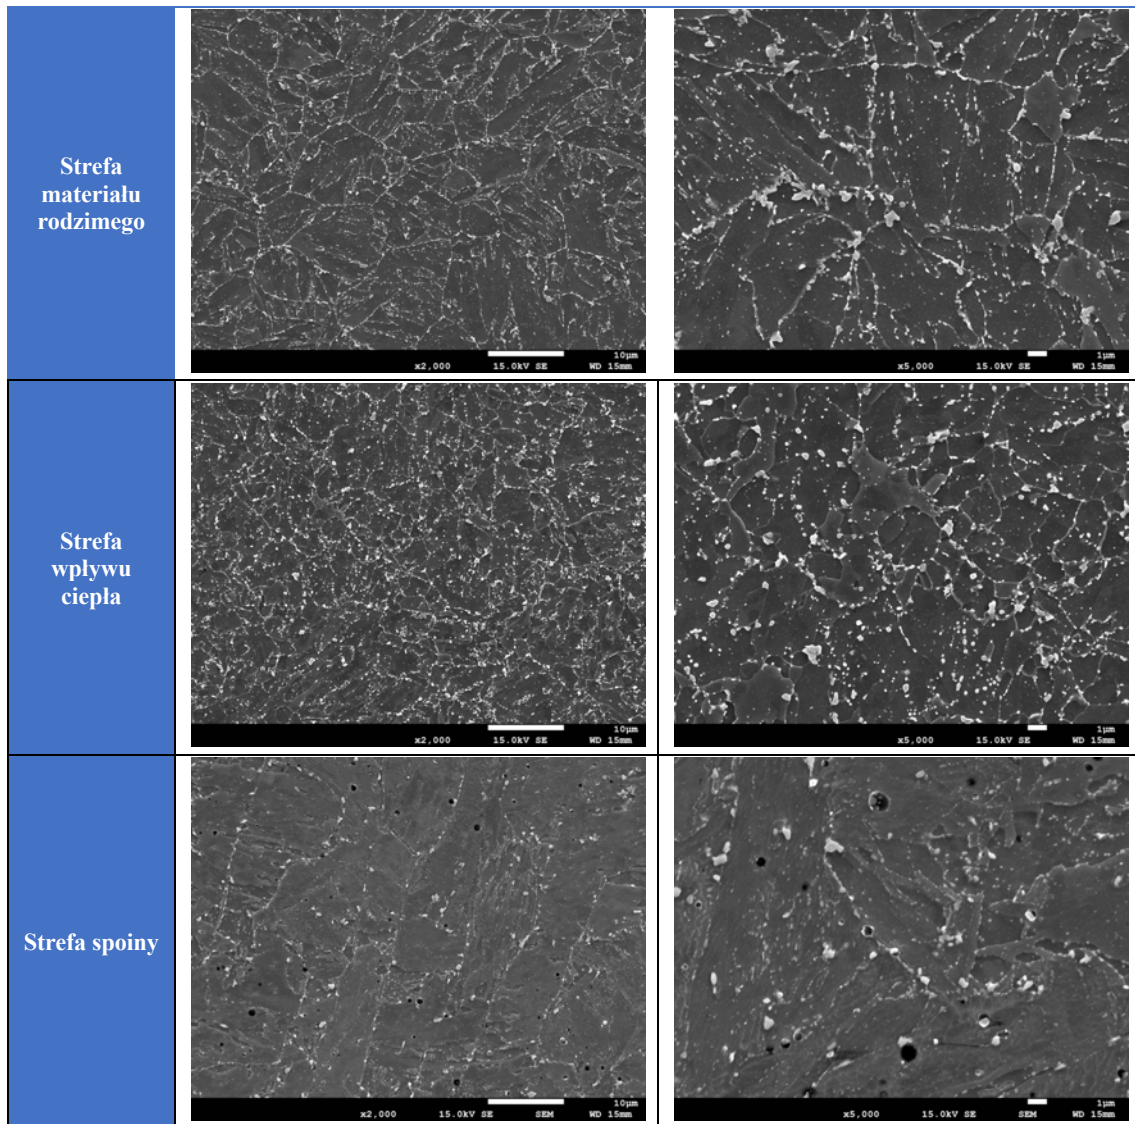 Strefa
materiału
rodzimego
10μm
x2,000 15.0kV SE WD 15mm
1μm
x5,000 15.0kV SE WD 15mm
Strefa
wpływu
ciepła
10μm
x2,000 15.0kV SE WD 15mm
1μm
x5,000 15.0kV SE WD 15mm
Strefa spoiny
10μm
x2,000 15.0kV SE SEM WD 15mm
1μm
x5,000 15.0kV SE SEM WD 15mm